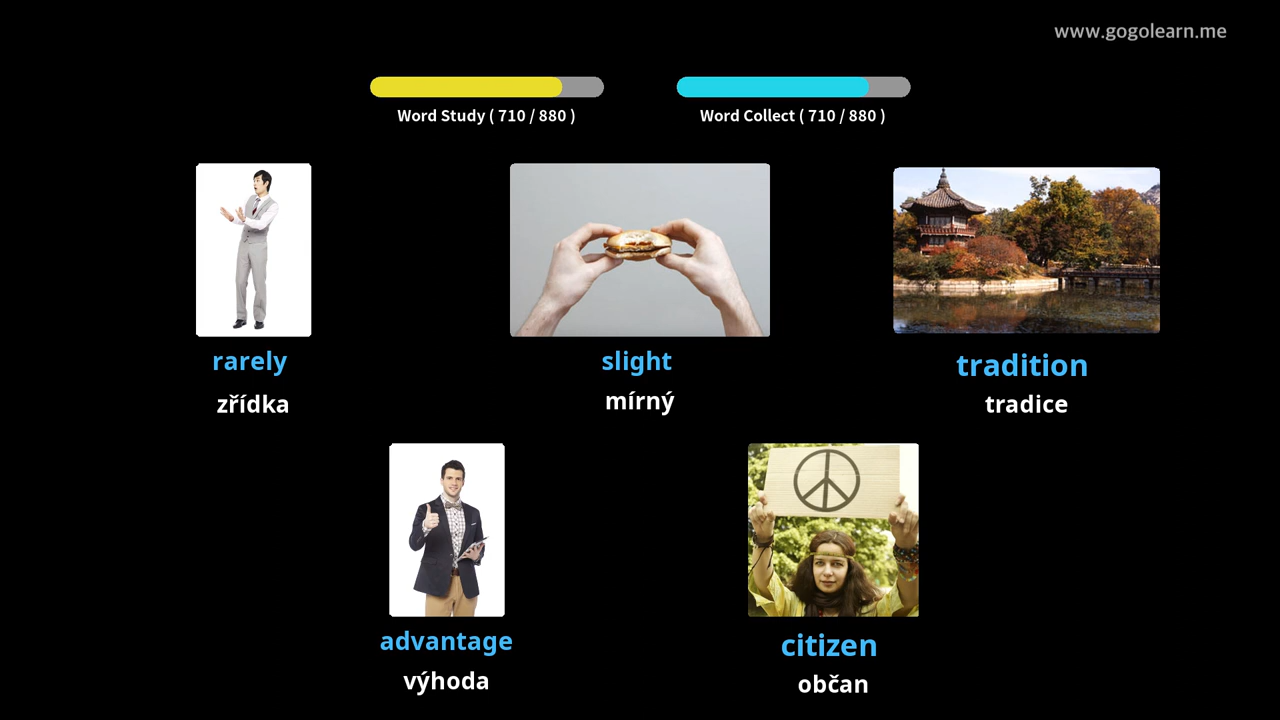 www.gogolearn.me
Word Study ( 710 / 880 )
Word Collect ( 710 / 880 )
rarely
zřídka
slight
mírný
tradition
tradice
advantage
výhoda
citizen
občan